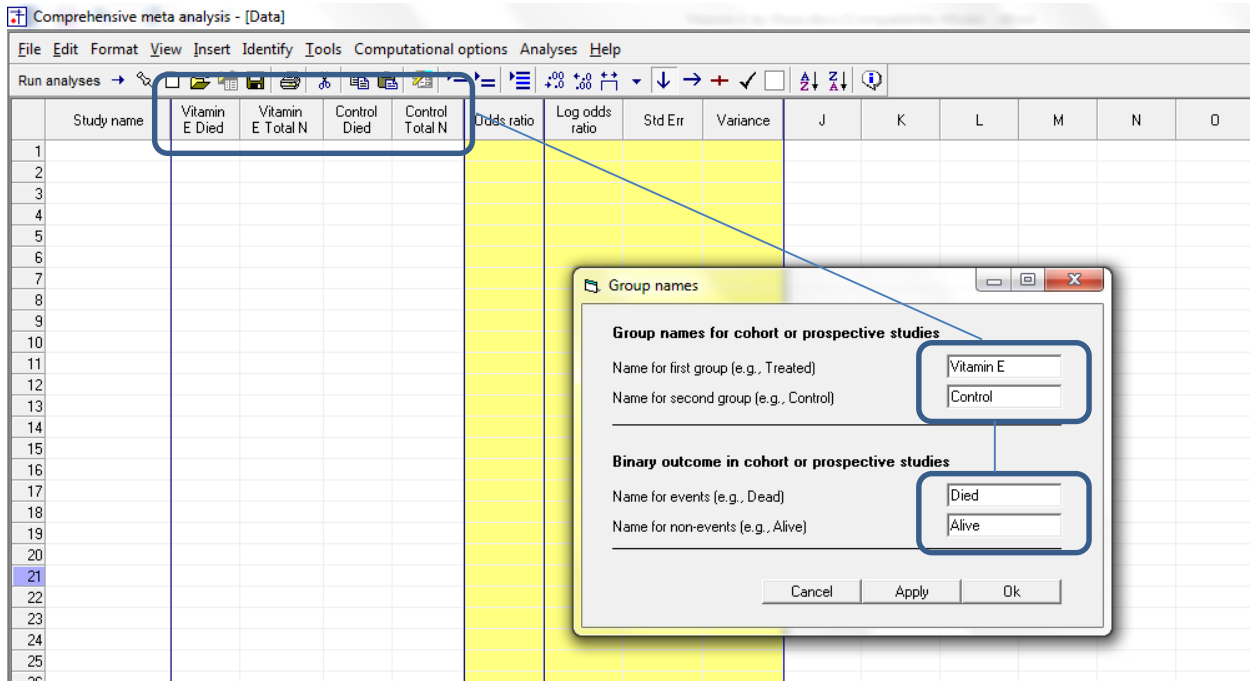 Comprehensive meta analysis - [Data]
File Edit Format View Insert Identify Tools Computational options Analyses Help
Run analyses
Study name Vitamin E Died Vitamin E Total N Control Died Control Total N Odds ratio Log odds ratio Std Err Variance J K L M N O
1
2
3
4
5
6
7
8
9
10
11
12
13
14
15
16
17
18
19
20
21
22
23
24
25
Group names
Group names for cohort or prospective studies
Name for first group (e.g., Treated) Vitamin E
Name for second group (e.g., Control) Control
Binary outcome in cohort or prospective studies
Name for events (e.g., Dead) Died
Name for non-events (e.g., Alive) Alive
Cancel Apply Ok